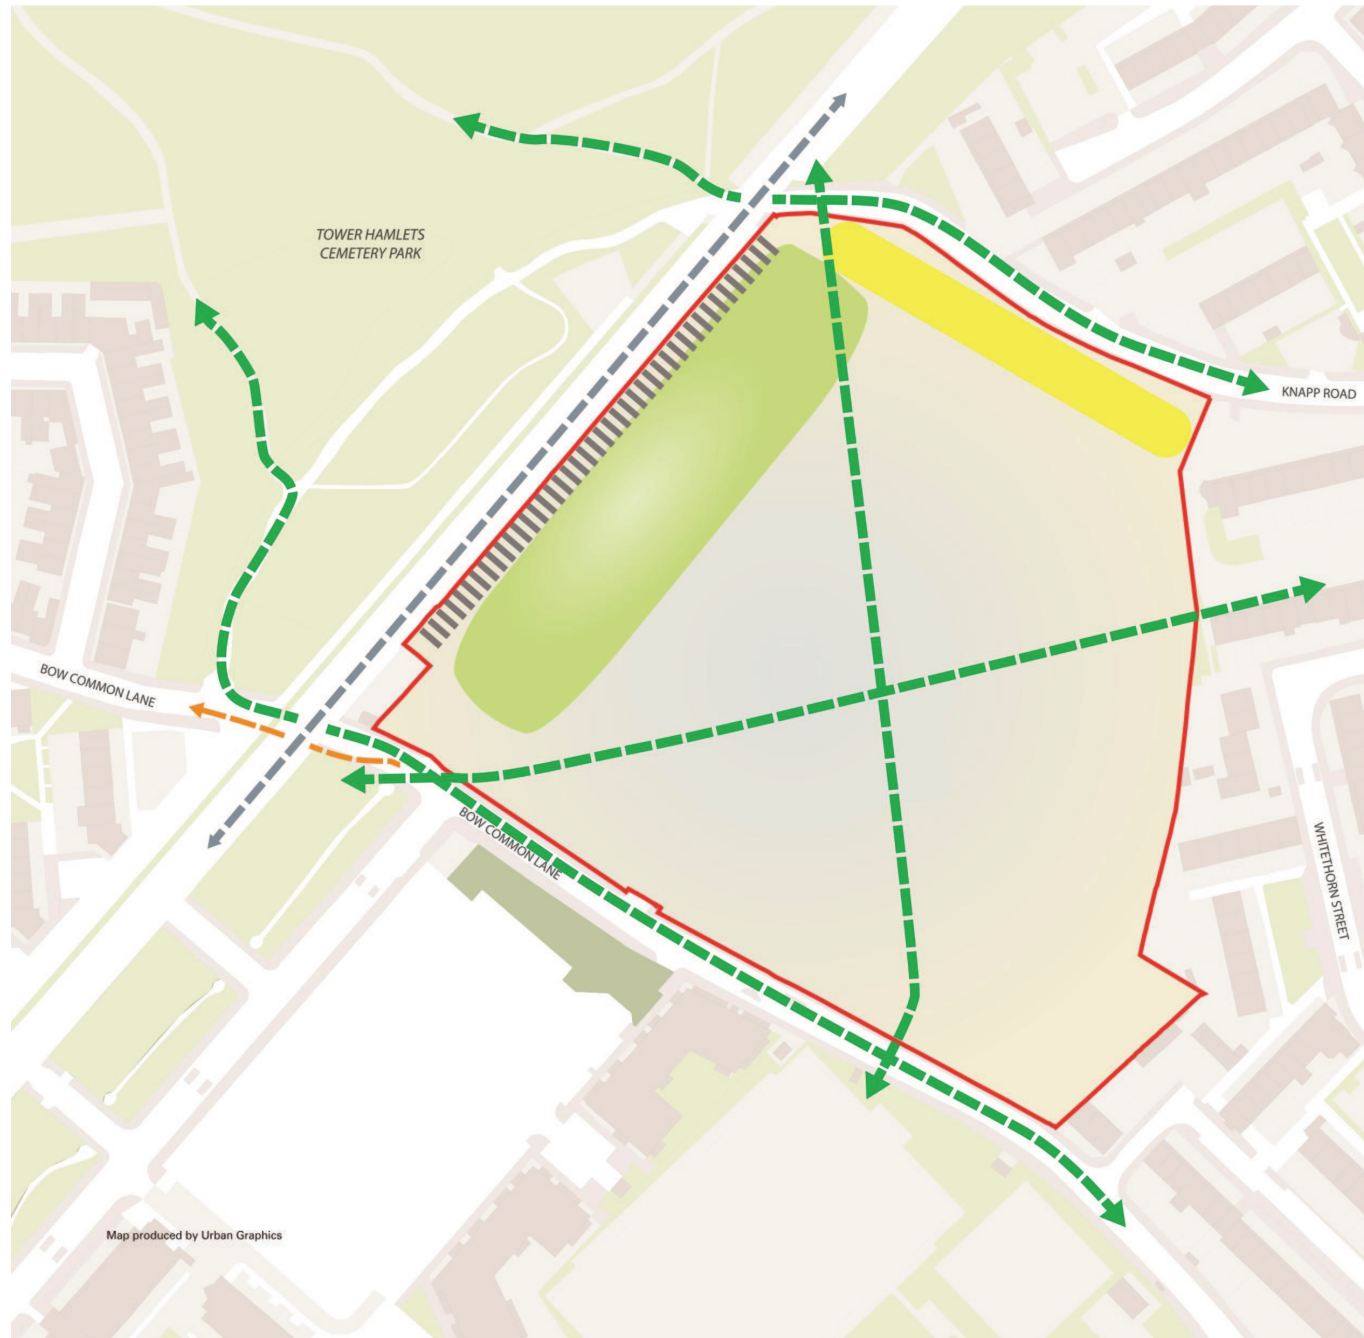 TOWER HAMLETS
CEMETERY PARK
KNAPP ROAD
BOW COMMON LANE
BOW COMMON LANE
WHITETHORN STREET
Map produced by Urban Graphics